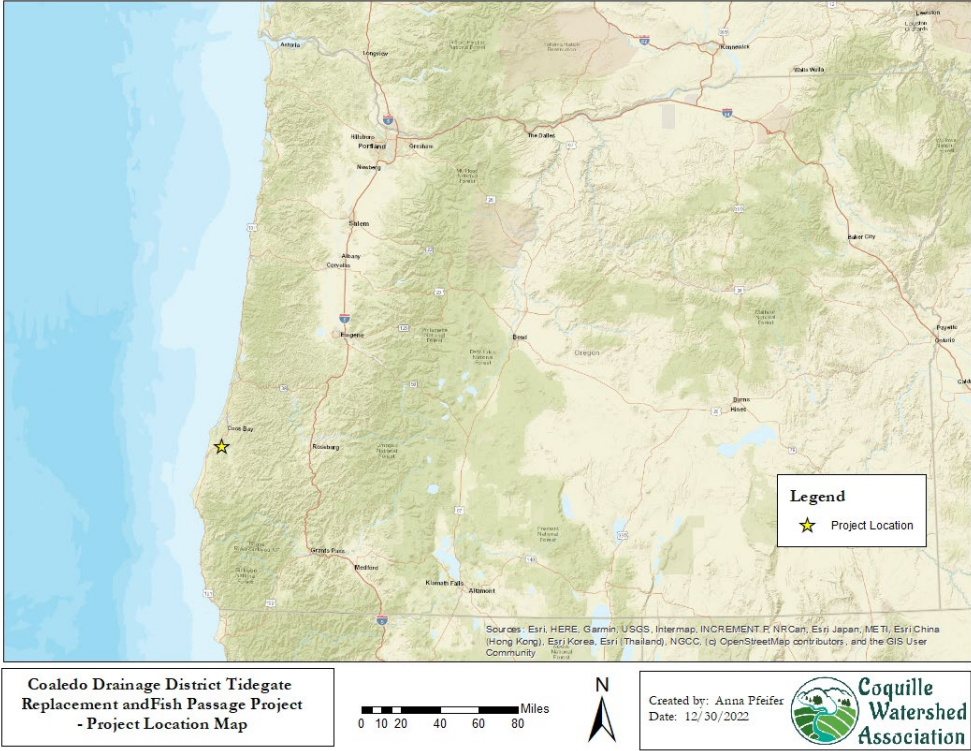 Astoria
Longview
Kennewick
Walla Walla
Lewiston
Hillsboro
Portland
Gresham
The Dalles
Newberg
Salem
Albany
Corvallis
Baker City
Payette
Ontario
Eugene
Bend
Oregon
Burns
Hines
Coos Bay
Roseburg
Grants Pass
Medford
Klamath Falls
Altamont
Legend
Project Location
Sources: Esri, HERE, Garmin, USGS, Intermap, INCREMENT P, NRCan, Esri Japan, METI, Esri China
(Hong Kong), Esri Korea, Esri (Thailand), NGCC, (c) OpenStreetMap contributors, and the GIS User
Community
Coaledo Drainage District Tidegate
Replacement andFish Passage Project
- Project Location Map
N
Miles
0 10 20 40 60 80
Created by: Anna Pfeifer
Date: 12/30/2022
Coquille
Watershed
Association